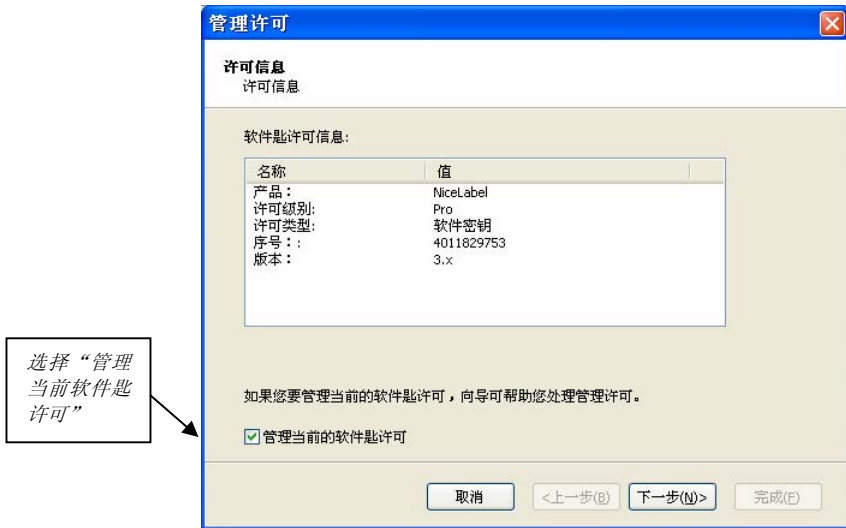 管理许可
许可信息
许可信息
软件匙许可信息:
名称 值
产品： NiceLabel
许可级别: Pro
许可类型: 软件密钥
序号：: 4011829753
版本： 3.x
选择“管理
当前软件匙
许可”
如果您要管理当前的软件匙许可，向导可帮助您处理管理许可。
管理当前的软件匙许可
取消 <上一步(B) 下一步(N)> 完成(F)